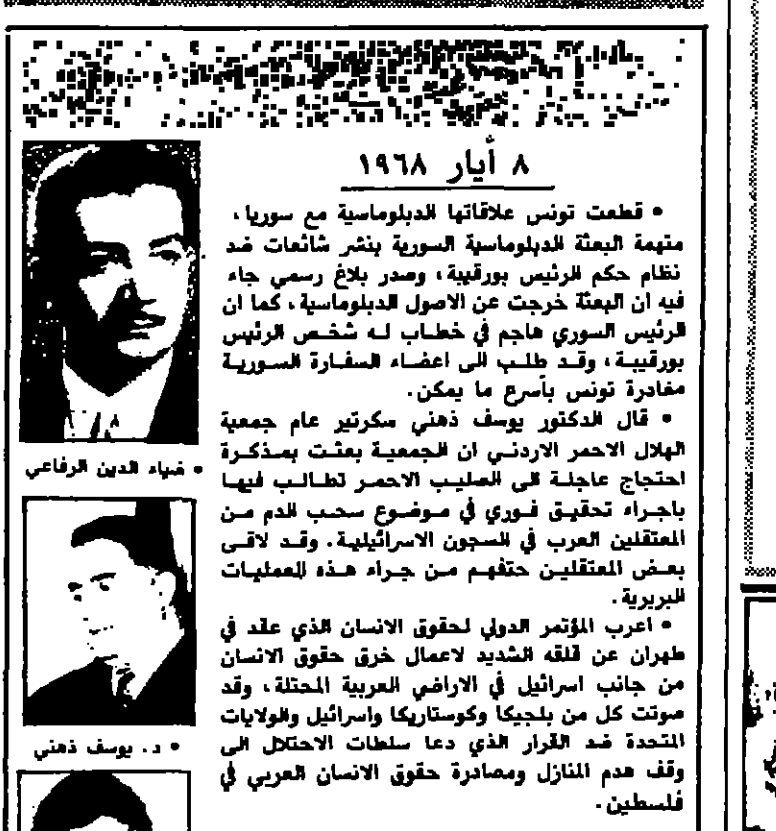 ٨ أيار ١٩٦٨
• قطعت تونس علاقاتها الدبلوماسية مع سوريا،
متهمة البعثة الدبلوماسية السورية بنشر شائعات ضد
نظام حكم الرئيس بورقيبة، وصدر بلاغ رسمي جاء
فيه ان البعثة خرجت عن الاصول الدبلوماسية، كما ان
الرئيس السوري هاجم في خطاب له شخص الرئيس
بورقيبة، وقد طلب الى اعضاء السفارة السورية
مغادرة تونس بأسرع ما يمكن.
• قال الدكتور يوسف ذهني سكرتير عام جمعية
الهلال الاحمر الاردني ان الجمعية بعثت بمذكرة
احتجاج عاجلة الى الصليب الاحمر تطالب فيها
باجراء تحقيق فوري في موضوع سحب الدم من
المعتقلين العرب في السجون الاسرائيلية. وقد لاقى
بعض المعتقلين حتفهم من جراء هذه العمليات
البربرية.
• اعرب المؤتمر الدولي لحقوق الانسان الذي عقد في
طهران عن قلقه الشديد لاعمال خرق حقوق الانسان
من جانب اسرائيل في الاراضي العربية المحتلة، وقد
صوتت كل من بلجيكا وكوستاريكا واسرائيل والولايات
المتحدة ضد القرار الذي دعا سلطات الاحتلال الى
وقف هدم المنازل ومصادرة حقوق الانسان العربي في
فلسطين.
• ضياء الدين الرفاعي
• د. يوسف ذهني